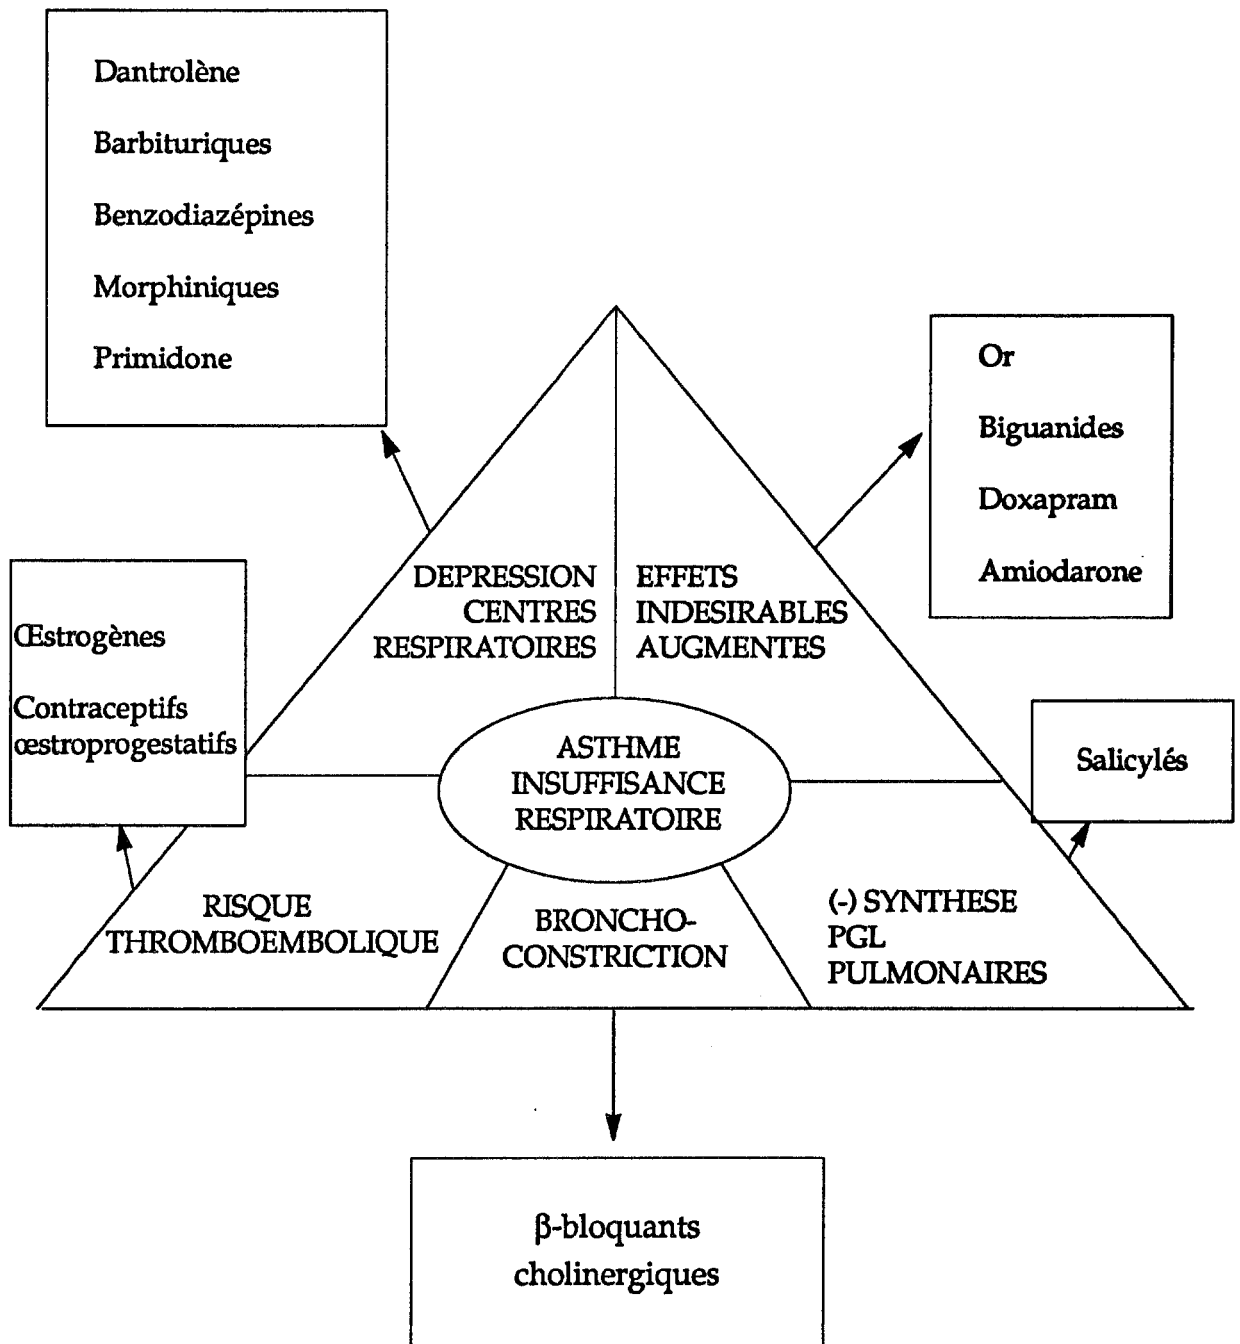 Dantrolène
Barbituriques
Benzodiazépines
Morphiniques
Primidone
Or
Biguanides
Doxapram
Amiodarone
DEPRESSION
CENTRES
RESPIRATOIRES
EFFETS
INDESIRABLES
AUGMENTES
Œstrogènes
Contraceptifs
œstroprogestatifs
ASTHME
INSUFFISANCE
RESPIRATOIRE
Salicylés
RISQUE
THROMBOEMBOLIQUE
BRONCHO-
CONSTRICTION
(-) SYNTHESE
PGL
PULMONAIRES
β-bloquants
cholinergiques